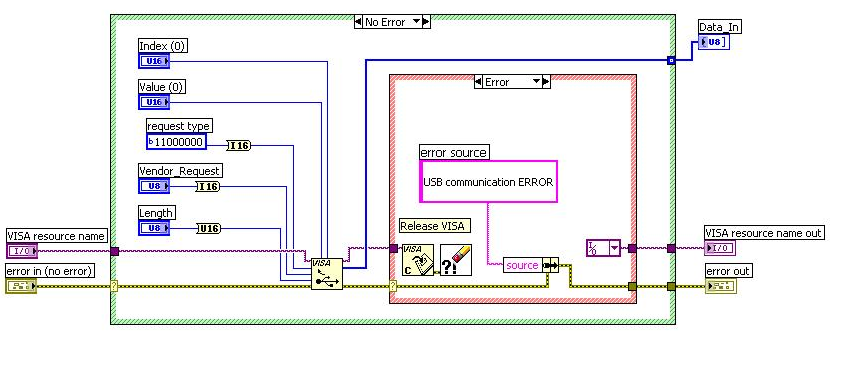 No Error
Data_In
U8]
Index (0)
U16
Value (0)
U16
Error
request type
b11000000
I16
error source
USB communication ERROR
Vendor_Request
U8
I16
Length
U8
U16
Release VISA
VISA resource name
I/O
VISA resource name out
I/O
VISA
C
?!
I/O
VISA
source
error in (no error)
?
?
error out